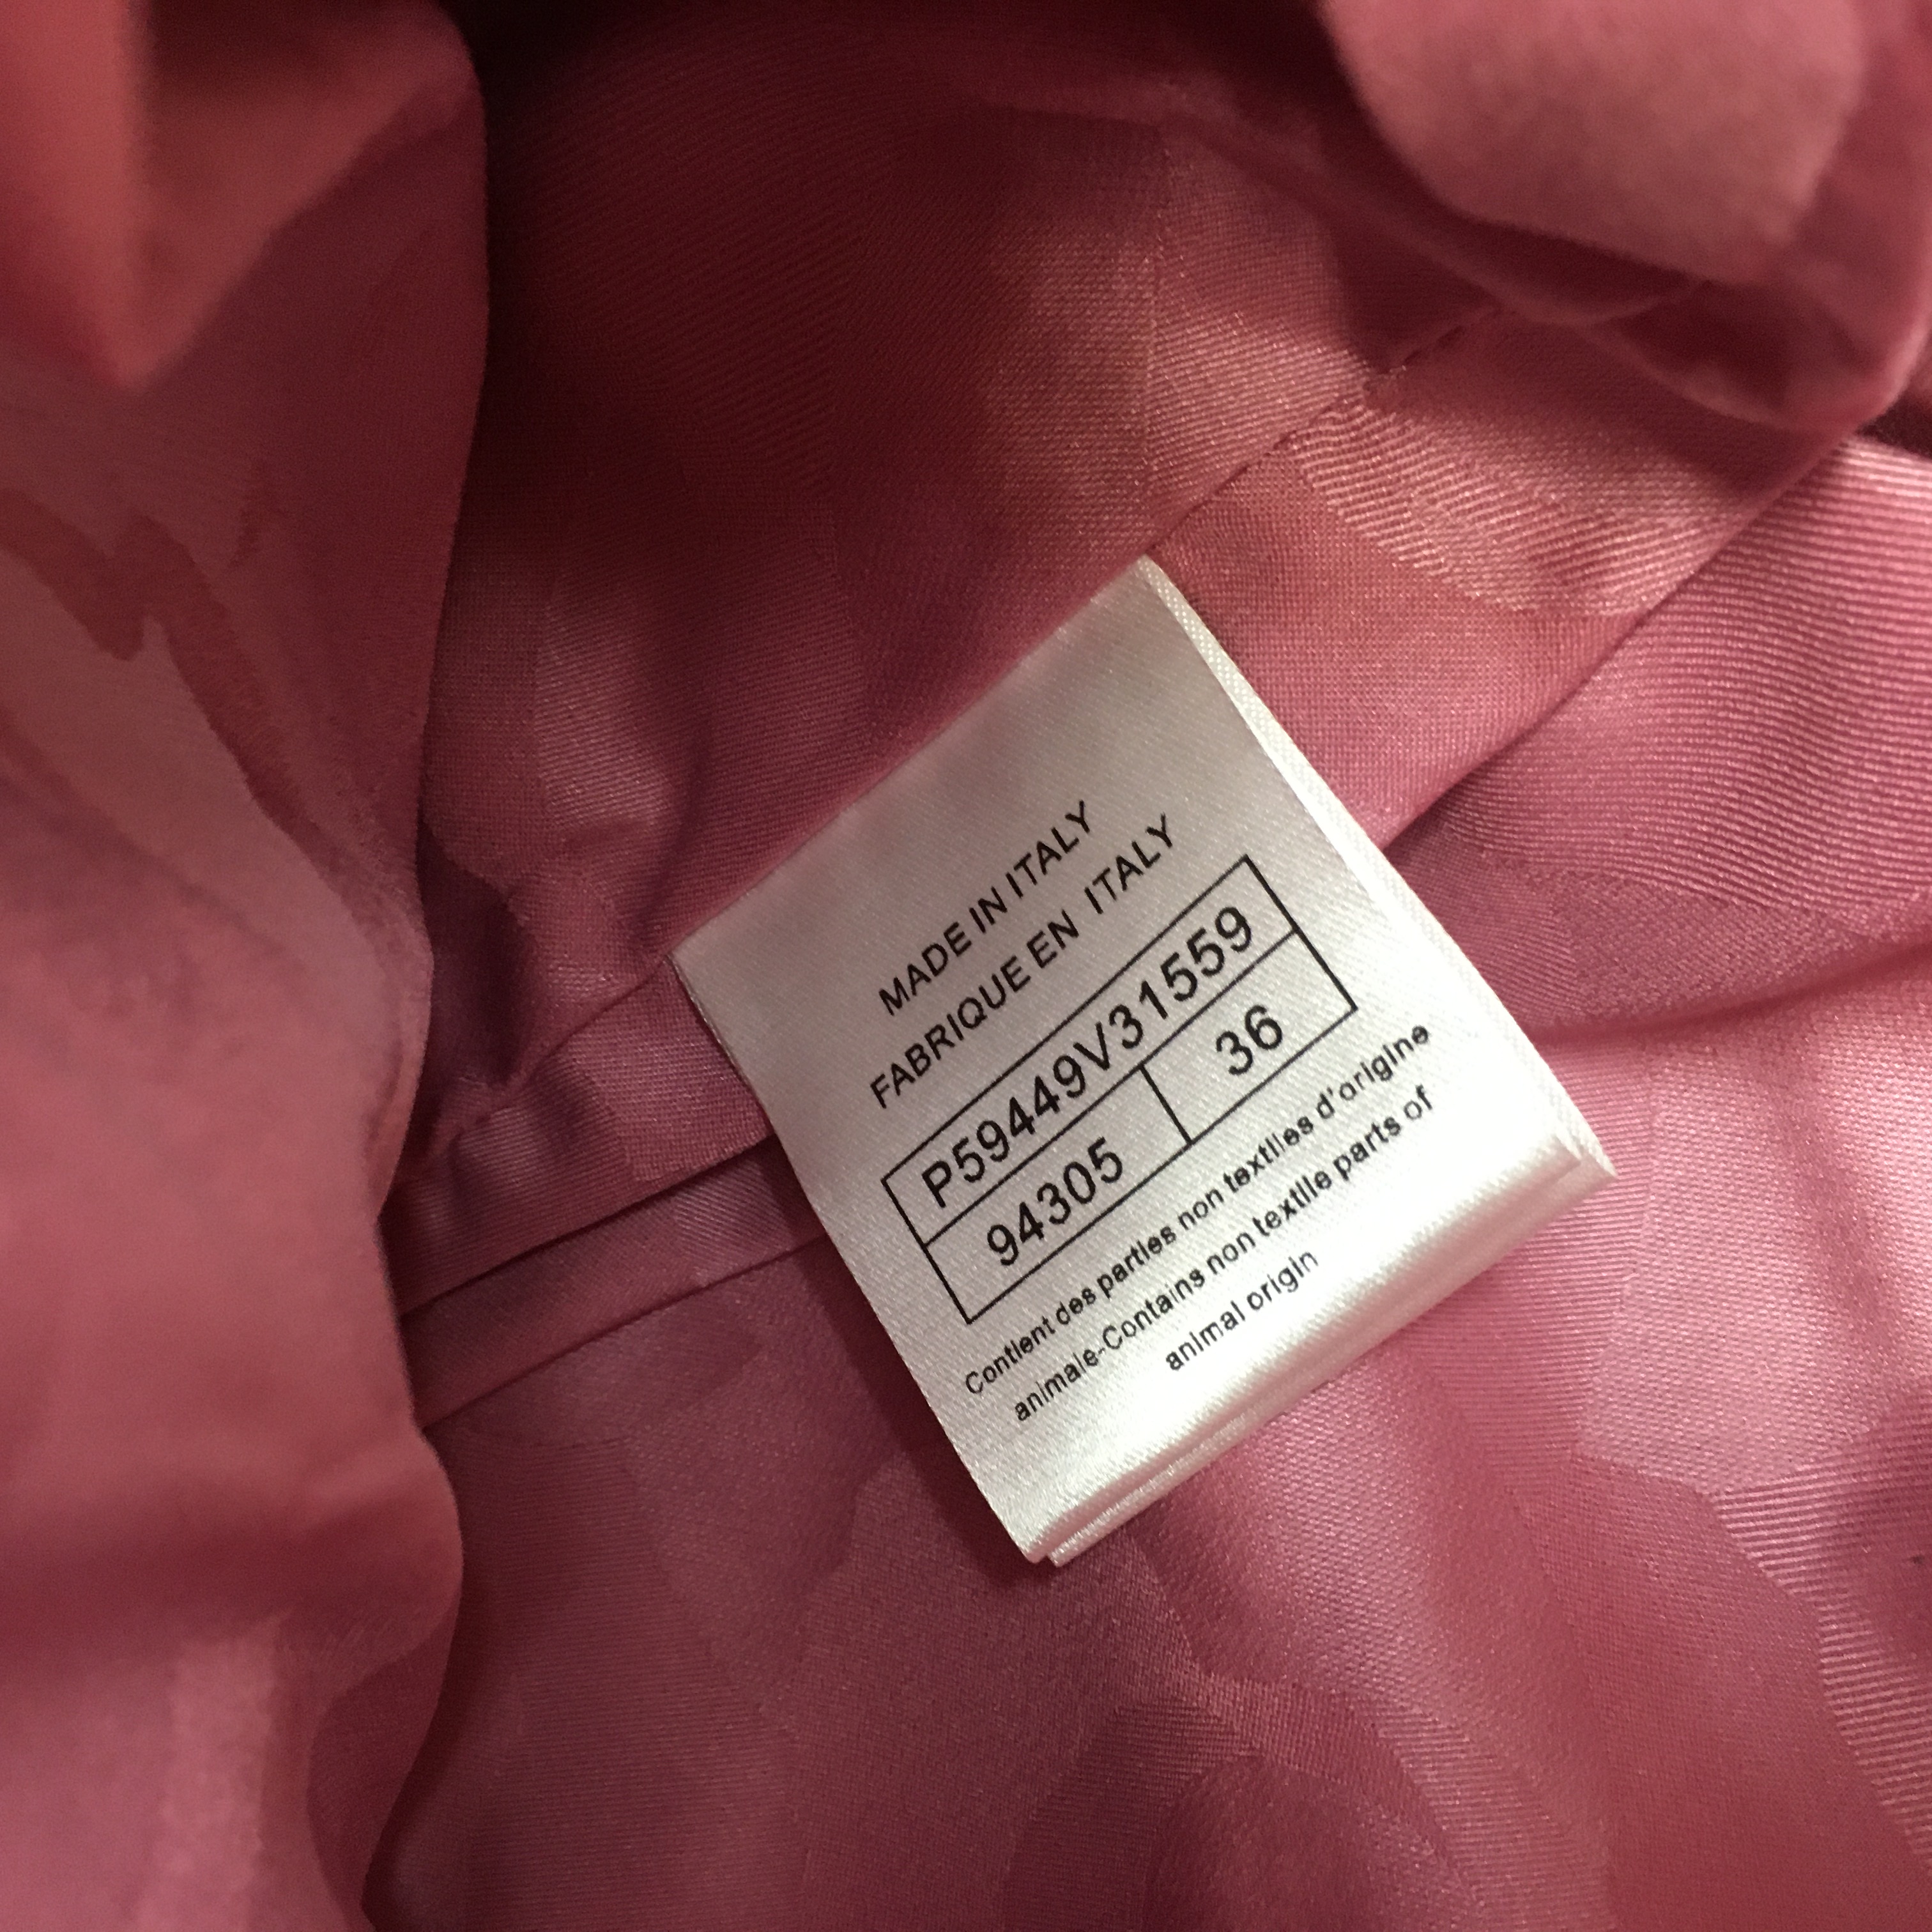 MADE IN ITALY
FABRIQUE EN ITALY
P59449V31559
94305 36
Contient des parties non textiles d'origine
animale-Contains non textile parts of
animal origin